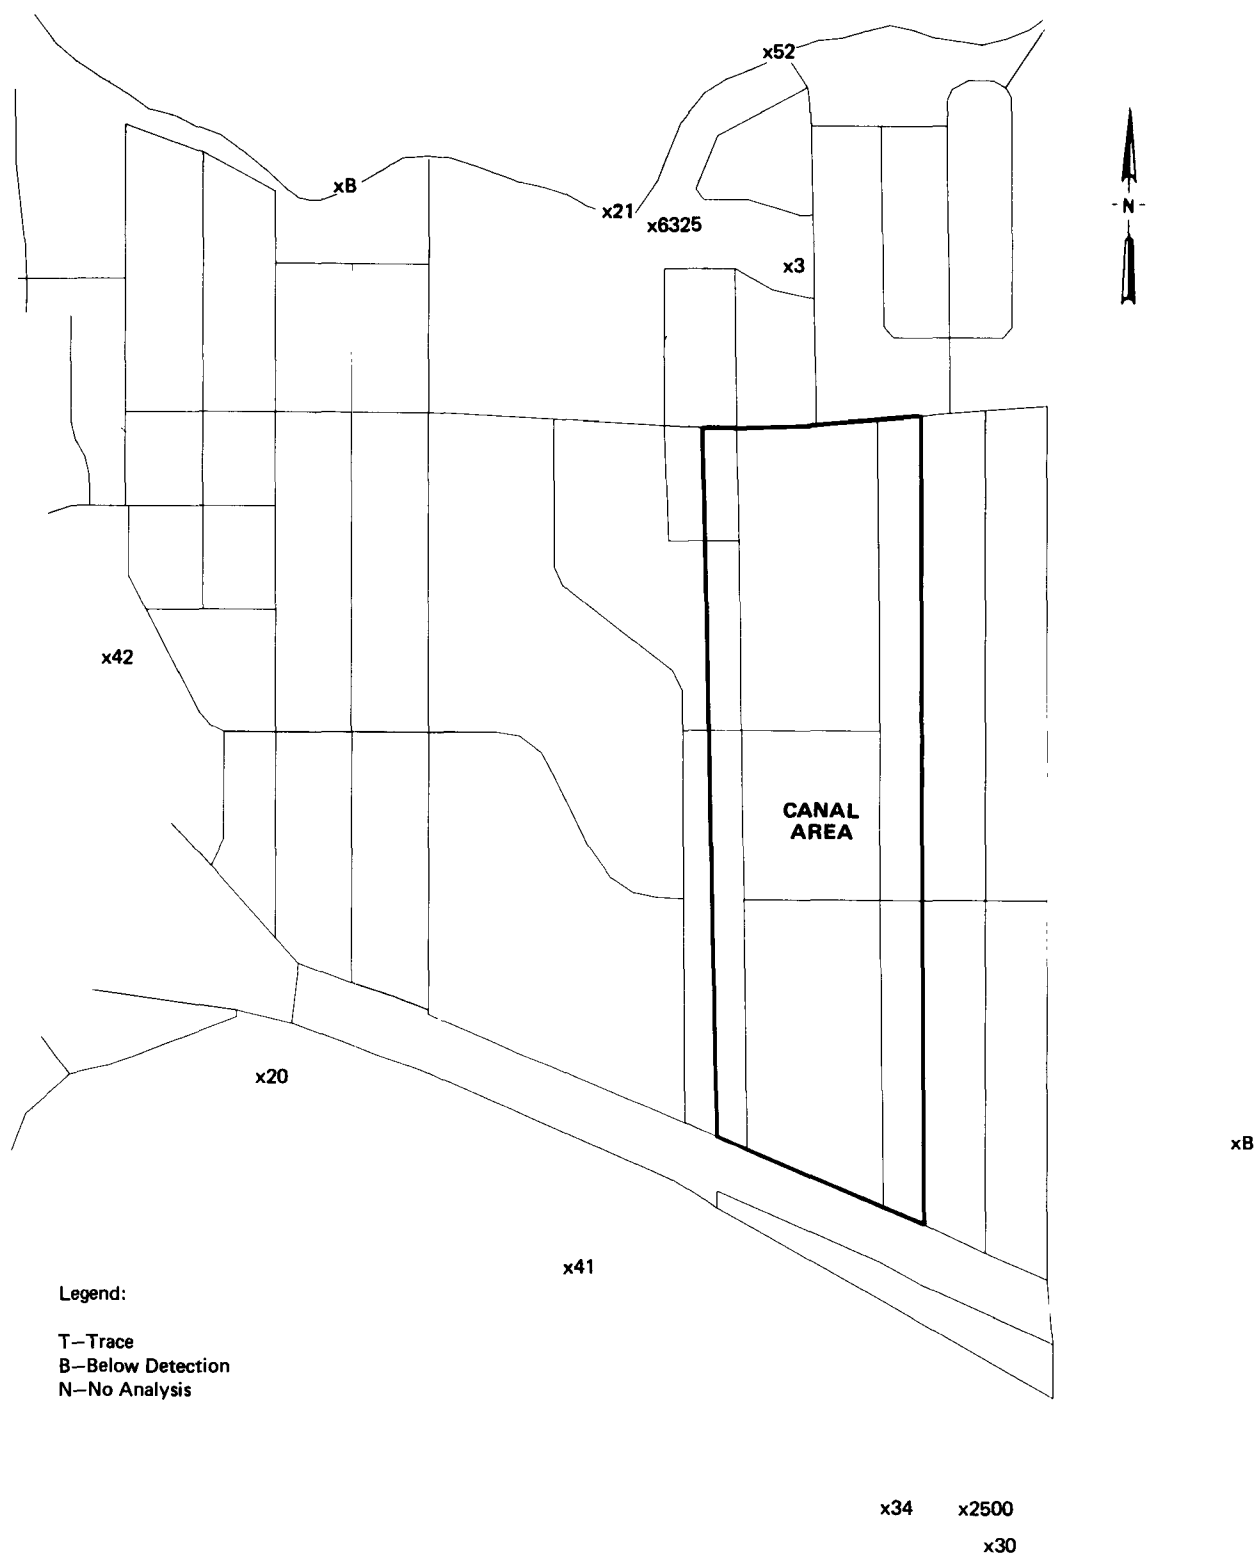 x52
xB
-N-
x21
x6325
x3
x42
CANAL
AREA
x20
xB
x41
Legend:
T—Trace
B—Below Detection
N—No Analysis
x34
x2500
x30